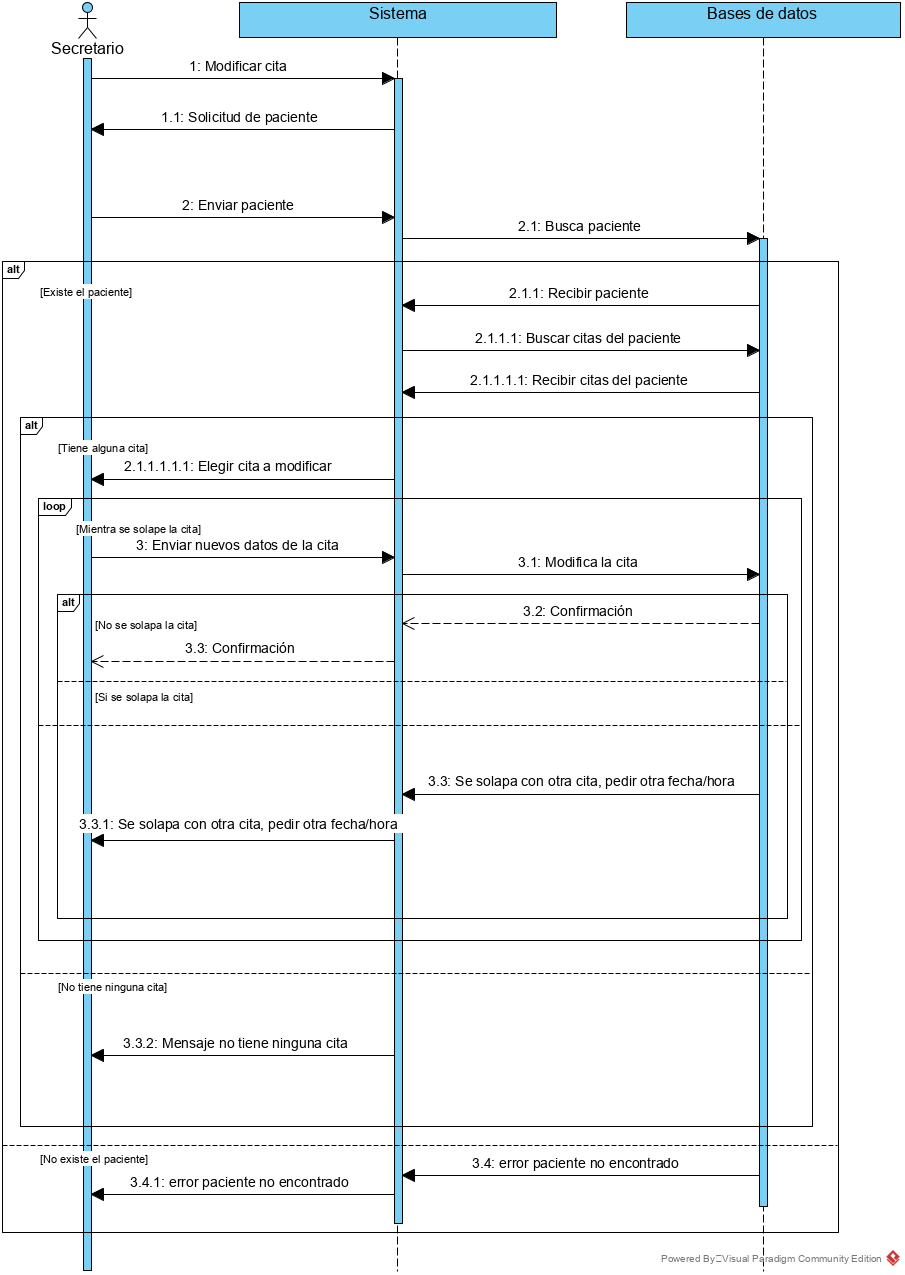 Sistema
Bases de datos
Secretario
1: Modificar cita
1.1: Solicitud de paciente
2: Enviar paciente
2.1: Busca paciente
alt
[Existe el paciente]
2.1.1: Recibir paciente
2.1.1.1: Buscar citas del paciente
2.1.1.1.1: Recibir citas del paciente
alt
[Tiene alguna cita]
2.1.1.1.1.1: Elegir cita a modificar
loop
[Mientra se solape la cita]
3: Enviar nuevos datos de la cita
3.1: Modifica la cita
alt
3.2: Confirmación
[No se solapa la cita]
3.3: Confirmación
[Si se solapa la cita]
3.3: Se solapa con otra cita, pedir otra fecha/hora
3.3.1: Se solapa con otra cita, pedir otra fecha/hora
[No tiene ninguna cita]
3.3.2: Mensaje no tiene ninguna cita
[No existe el paciente]
3.4: error paciente no encontrado
3.4.1: error paciente no encontrado
Powered By Visual Paradigm Community Edition